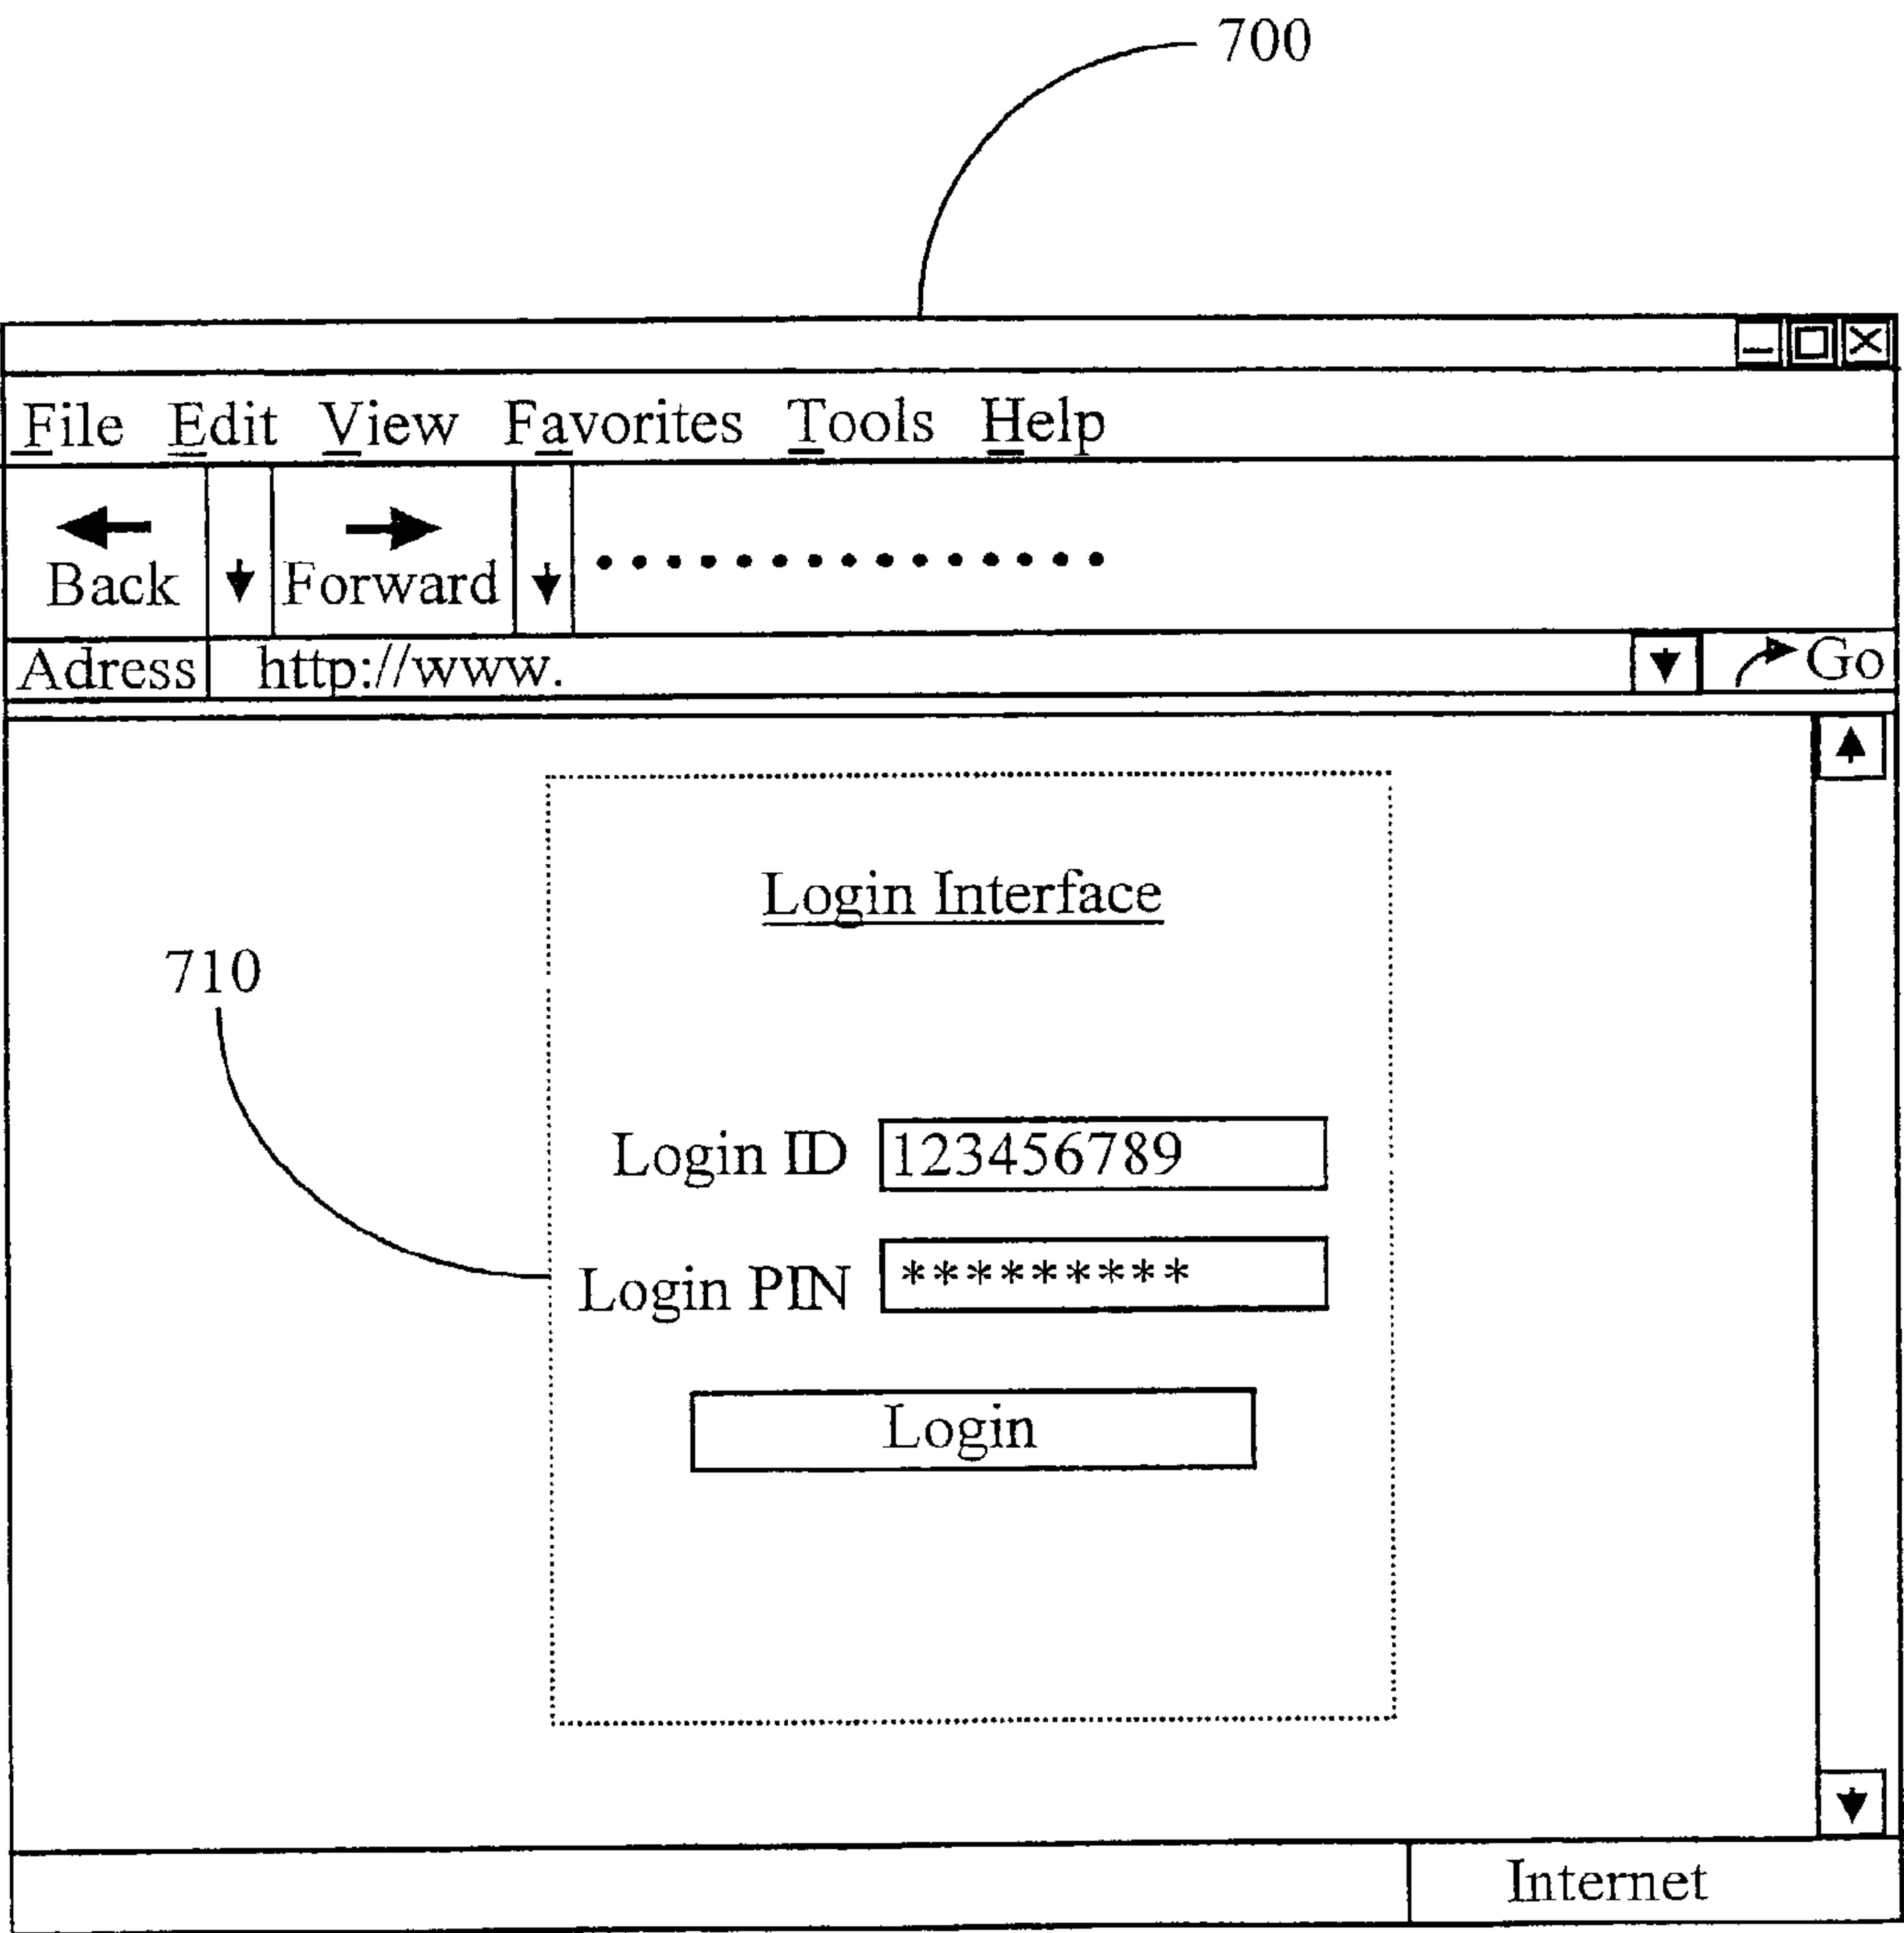 700
File Edit View Favorites Tools Help
Back Forward
Adress http://www. Go
Login Interface
710
Login ID 123456789
Login PIN *********
Login
Internet